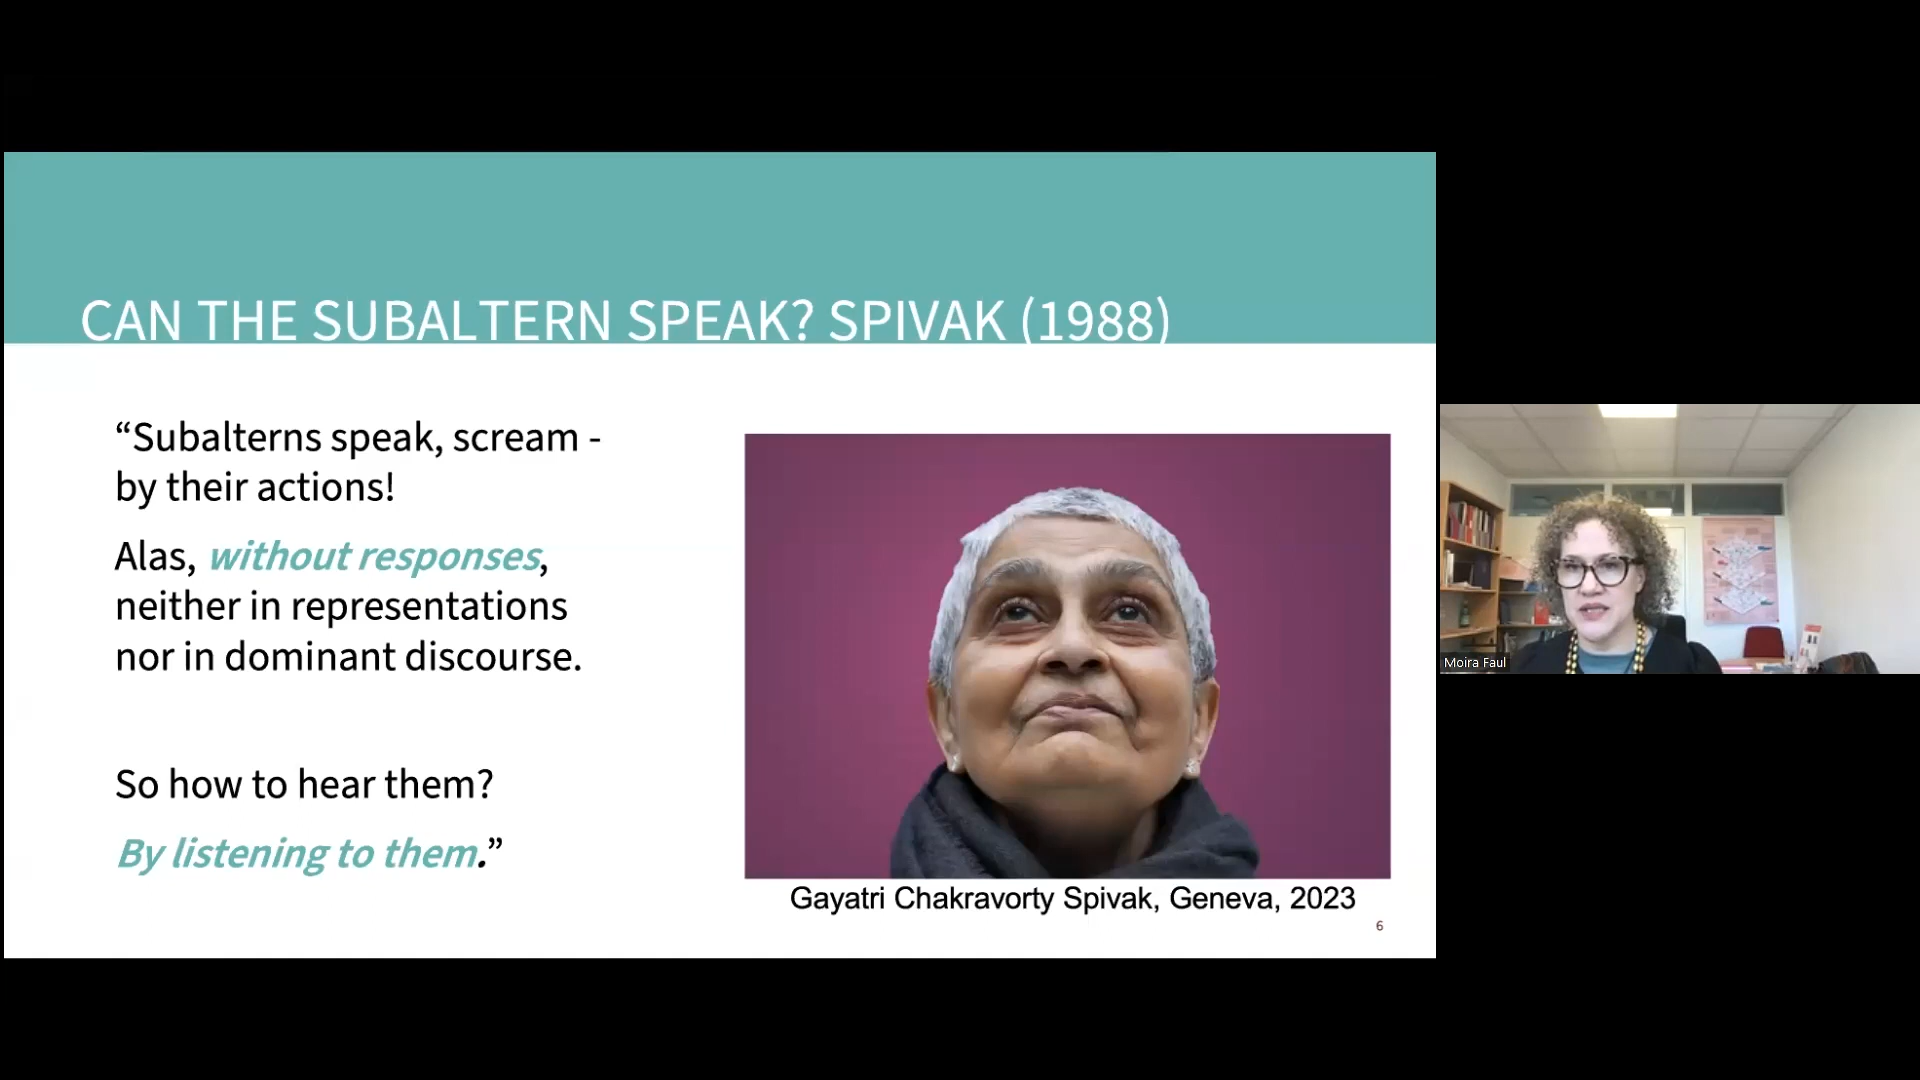 CAN THE SUBALTERN SPEAK? SPIVAK (1988)
“Subalterns speak, scream -
by their actions!
Alas, without responses,
neither in representations
nor in dominant discourse.
So how to hear them?
By listening to them.”
Gayatri Chakravorty Spivak, Geneva, 2023
6
Moira Faul